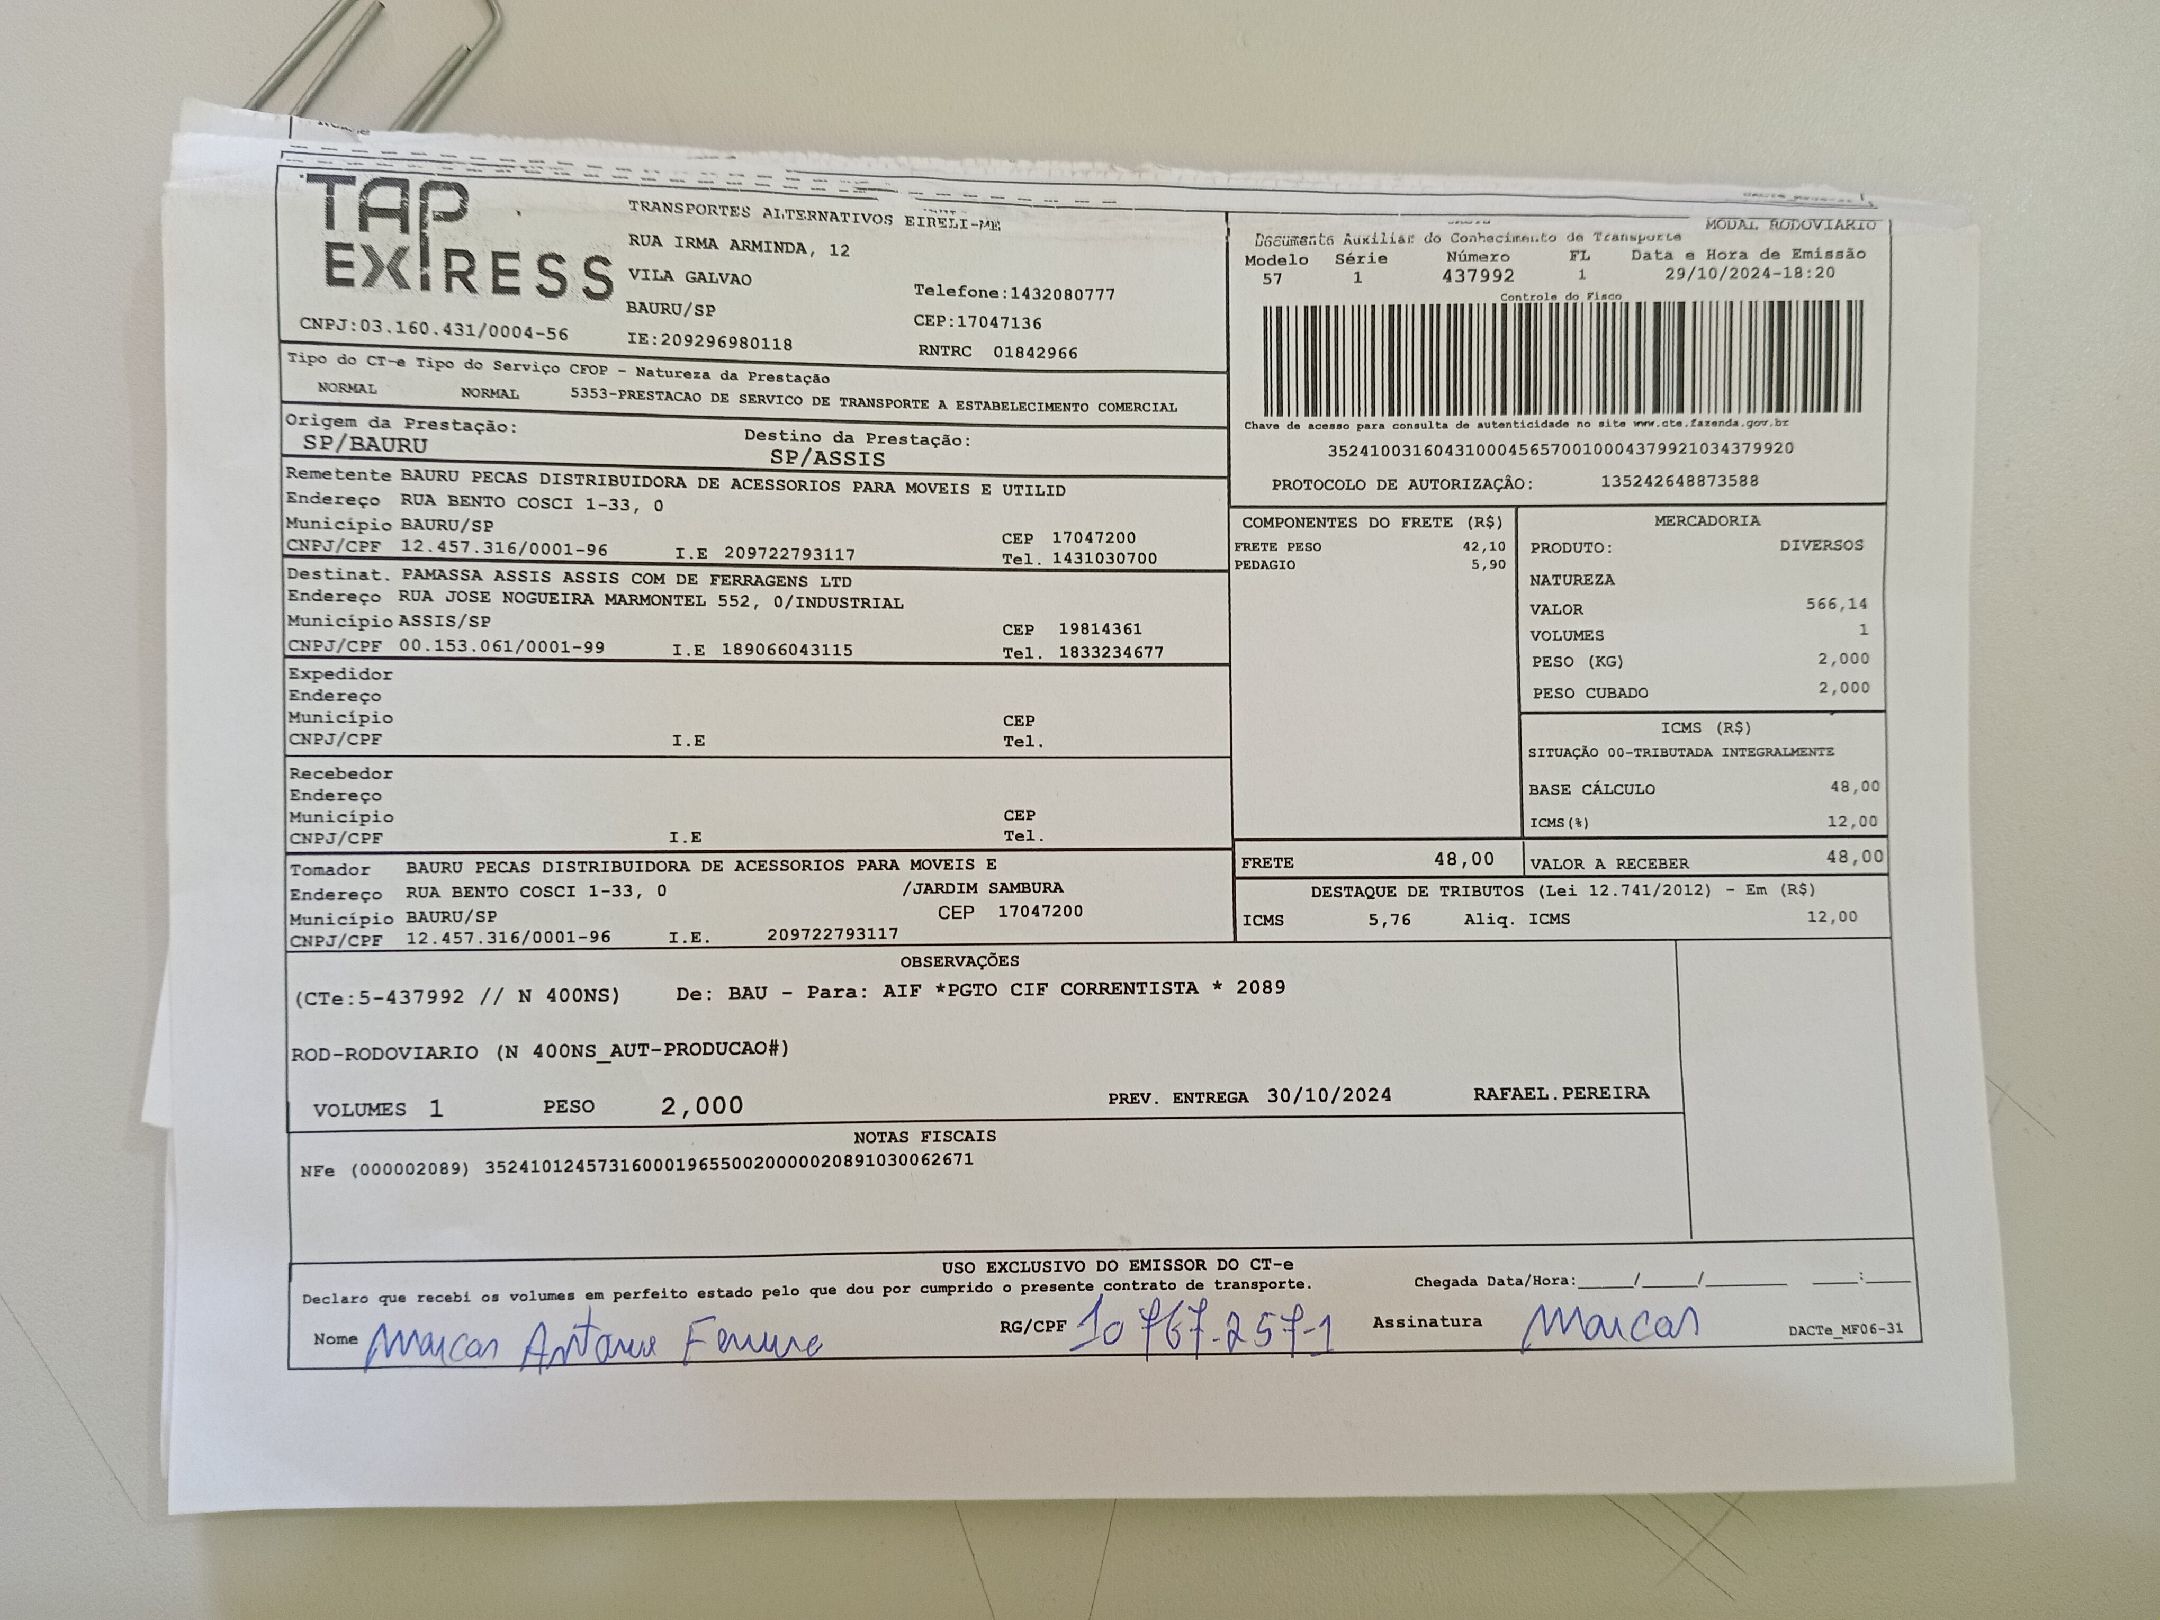 TAP
EXPRESS
TRANSPORTES ALTERNATIVOS EIRELI-ME
RUA IRMA ARMINDA, 12
VILA GALVAO
BAURU/SP
IE:209296980118
Telefone:1432080777
CEP:17047136
RNTRC 01842966
CNPJ:03.160.431/0004-56
MODAL RODOVIARIO
Documento Auxiliar do Conhecimento de Transporte
Modelo Série Número FL Data e Hora de Emissão
57 1 437992 1 29/10/2024-18:20
Controle do Fisco
Chave de acesso para consulta de autenticidade no site www.cte.fazenda.gov.br
35241003160431000456570010004379921034379920
PROTOCOLO DE AUTORIZAÇÂO: 135242648873588
Tipo do CT-e Tipo do Serviço CFOP - Natureza da Prestação
NORMAL NORMAL 5353-PRESTACAO DE SERVICO DE TRANSPORTE A ESTABELECIMENTO COMERCIAL
Origem da Prestação: Destino da Prestação:
SP/BAURU SP/ASSIS
Remetente BAURU PECAS DISTRIBUIDORA DE ACESSORIOS PARA MOVEIS E UTILID
Endereço RUA BENTO COSCI 1-33, 0
Município BAURU/SP CEP 17047200
CNPJ/CPF 12.457.316/0001-96 I.E 209722793117 Tel. 1431030700
Destinat. PAMASSA ASSIS ASSIS COM DE FERRAGENS LTD
Endereço RUA JOSE NOGUEIRA MARMONTEL 552, 0/INDUSTRIAL
Município ASSIS/SP CEP 19814361
CNPJ/CPF 00.153.061/0001-99 I.E 189066043115 Tel. 1833234677
Expedidor
Endereço
Município CEP
CNPJ/CPF I.E Tel.
Recebedor
Endereço
Município CEP
CNPJ/CPF I.E Tel.
Tomador BAURU PECAS DISTRIBUIDORA DE ACESSORIOS PARA MOVEIS E
Endereço RUA BENTO COSCI 1-33, 0 /JARDIM SAMBURA
Município BAURU/SP CEP 17047200
CNPJ/CPF 12.457.316/0001-96 I.E. 209722793117
COMPONENTES DO FRETE (R$)
FRETE PESO 42,10
PEDAGIO 5,90
MERCADORIA
PRODUTO: DIVERSOS
NATUREZA
VALOR 566,14
VOLUMES 1
PESO (KG) 2,000
PESO CUBADO 2,000
ICMS (R$)
SITUAÇÃO 00-TRIBUTADA INTEGRALMENTE
BASE CÁLCULO 48,00
ICMS(%) 12,00
FRETE 48,00 VALOR A RECEBER 48,00
DESTAQUE DE TRIBUTOS (Lei 12.741/2012) - Em (R$)
ICMS 5,76 Aliq. ICMS 12,00
OBSERVAÇÕES
(CTe:5-437992 // N 400NS) De: BAU - Para: AIF *PGTO CIF CORRENTISTA * 2089
ROD-RODOVIARIO (N 400NS_AUT-PRODUCAO#)
VOLUMES 1 PESO 2,000 PREV. ENTREGA 30/10/2024 RAFAEL.PEREIRA
NOTAS FISCAIS
NFe (000002089) 35241012457316000196550020000020891030062671
USO EXCLUSIVO DO EMISSOR DO CT-e
Declaro que recebi os volumes em perfeito estado pelo que dou por cumprido o presente contrato de transporte. Chegada Data/Hora:____/____/______ ___:___
Nome Marcos Antonio RG/CPF 10767.257-1 Assinatura Marcos DACTe_MF06-31